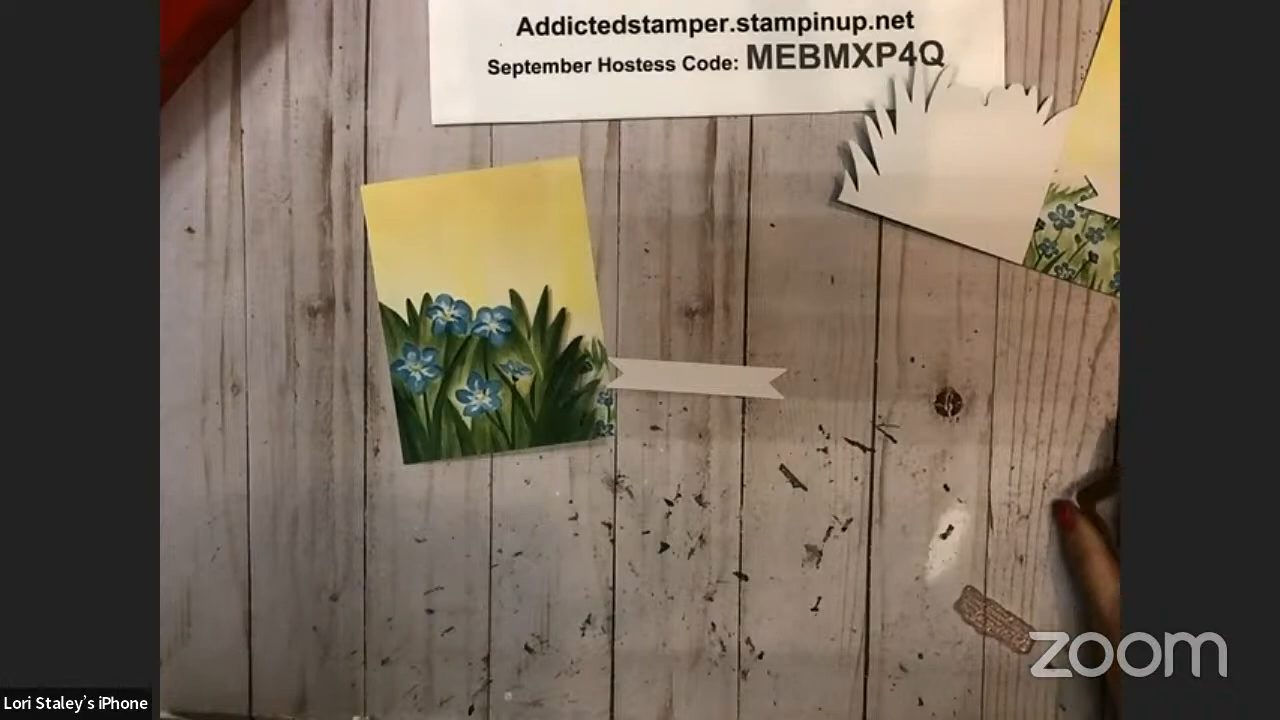 Addictedstamper.stampinup.net
September Hostess Code: MEBMXP4Q
zoom
Lori Staley's iPhone